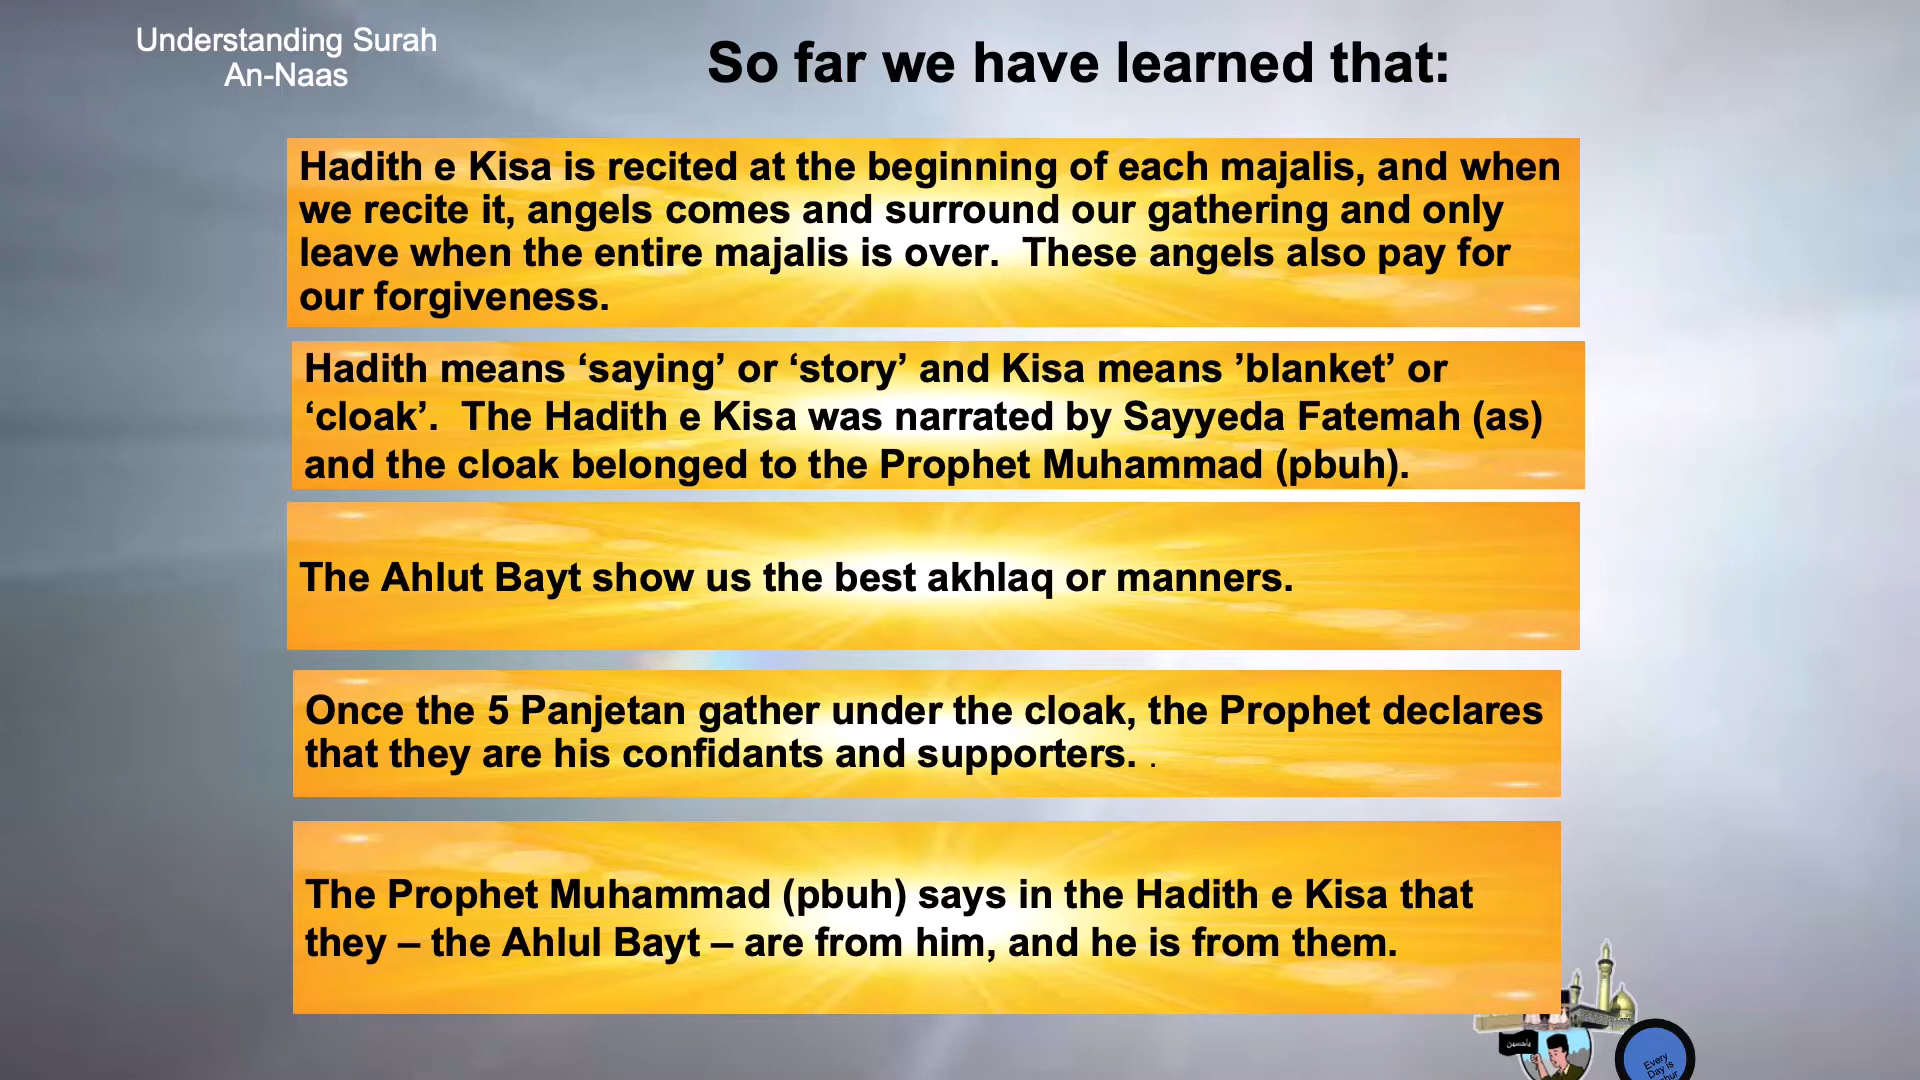 Understanding Surah
An-Naas
So far we have learned that:
Hadith e Kisa is recited at the beginning of each majalis, and when
we recite it, angels comes and surround our gathering and only
leave when the entire majalis is over.  These angels also pay for
our forgiveness.
Hadith means ‘saying’ or ‘story’ and Kisa means ’blanket’ or
‘cloak’.  The Hadith e Kisa was narrated by Sayyeda Fatemah (as)
and the cloak belonged to the Prophet Muhammad (pbuh).
The Ahlut Bayt show us the best akhlaq or manners.
Once the 5 Panjetan gather under the cloak, the Prophet declares
that they are his confidants and supporters. .
The Prophet Muhammad (pbuh) says in the Hadith e Kisa that
they – the Ahlul Bayt – are from him, and he is from them.
Every
Day is